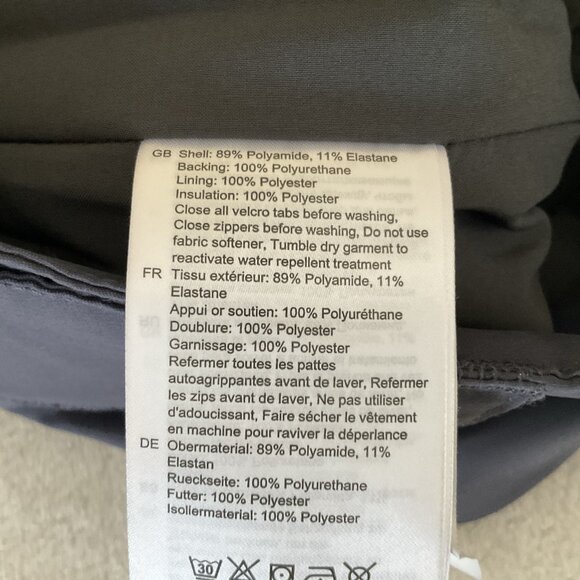 GB Shell: 89% Polyamide, 11% Elastane
Backing: 100% Polyurethane
Lining: 100% Polyester
Insulation: 100% Polyester
Close all velcro tabs before washing,
Close zippers before washing, Do not use
fabric softener, Tumble dry garment to
reactivate water repellent treatment
FR Tissu extérieur: 89% Polyamide, 11%
Elastane
Appui or soutien: 100% Polyuréthane
Doublure: 100% Polyester
Garnissage: 100% Polyester
Refermer toutes les pattes
autoagrippantes avant de laver, Refermer
les zips avant de laver, Ne pas utiliser
d'adoucissant, Faire sécher le vêtement
en machine pour raviver la déperlance
DE Obermaterial: 89% Polyamide, 11%
Elastan
Rueckseite: 100% Polyurethane
Futter: 100% Polyester
Isoliermaterial: 100% Polyester
30